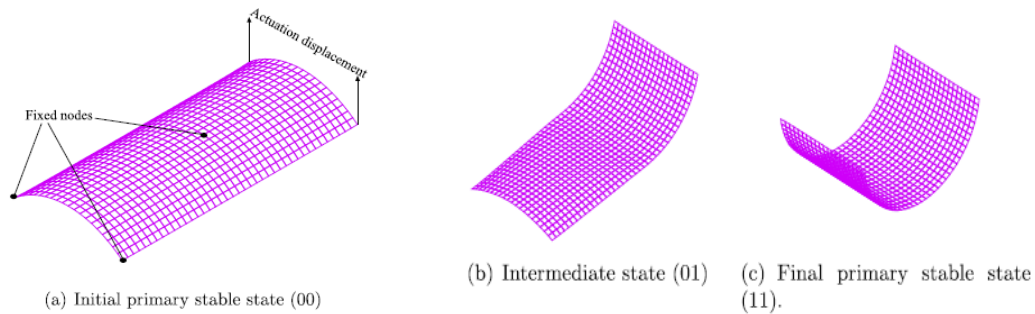 Actuation displacement
Fixed nodes
(a) Initial primary stable state (00)
(b) Intermediate state (01)
(c) Final primary stable state
(11).